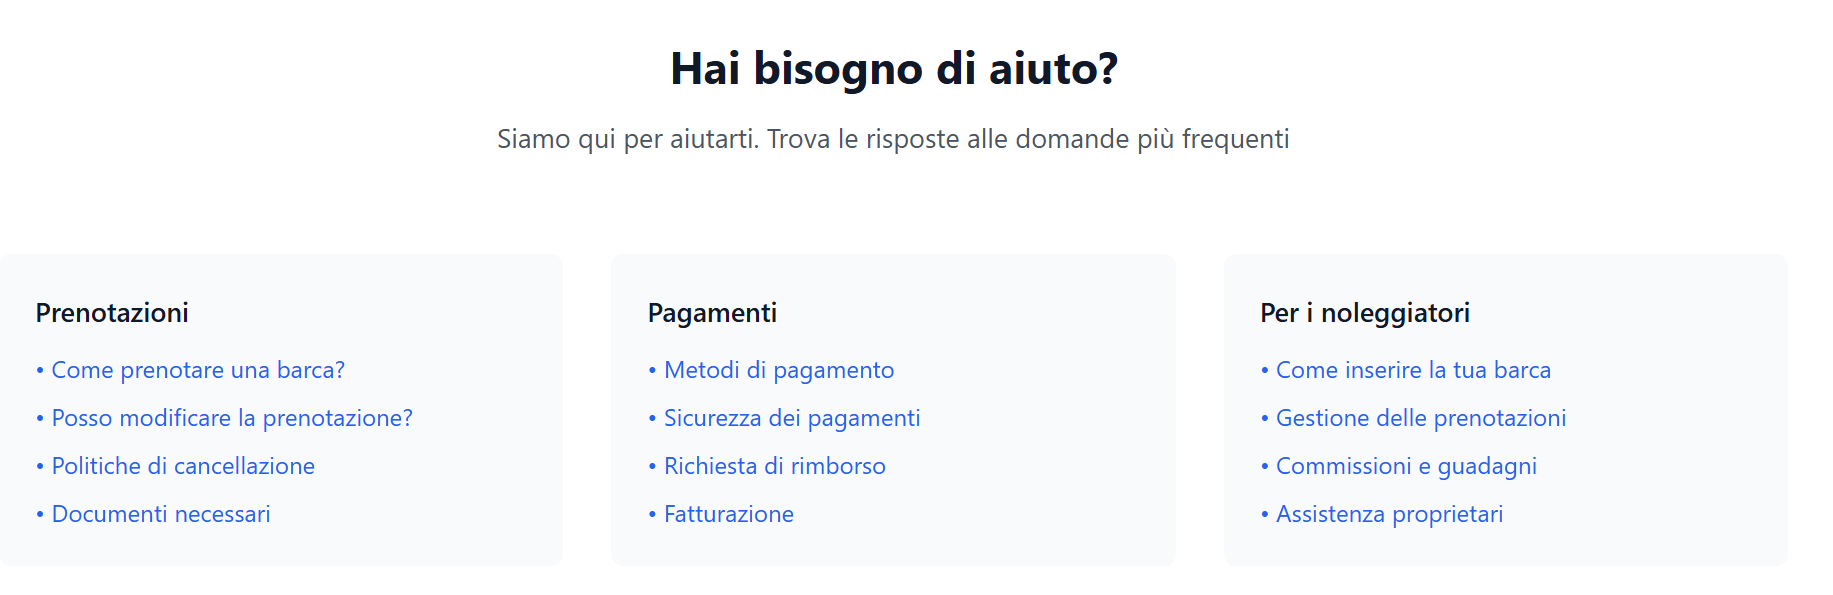 Hai bisogno di aiuto?
Siamo qui per aiutarti. Trova le risposte alle domande più frequenti
Prenotazioni
• Come prenotare una barca?
• Posso modificare la prenotazione?
• Politiche di cancellazione
• Documenti necessari
Pagamenti
• Metodi di pagamento
• Sicurezza dei pagamenti
• Richiesta di rimborso
• Fatturazione
Per i noleggiatori
• Come inserire la tua barca
• Gestione delle prenotazioni
• Commissioni e guadagni
• Assistenza proprietari